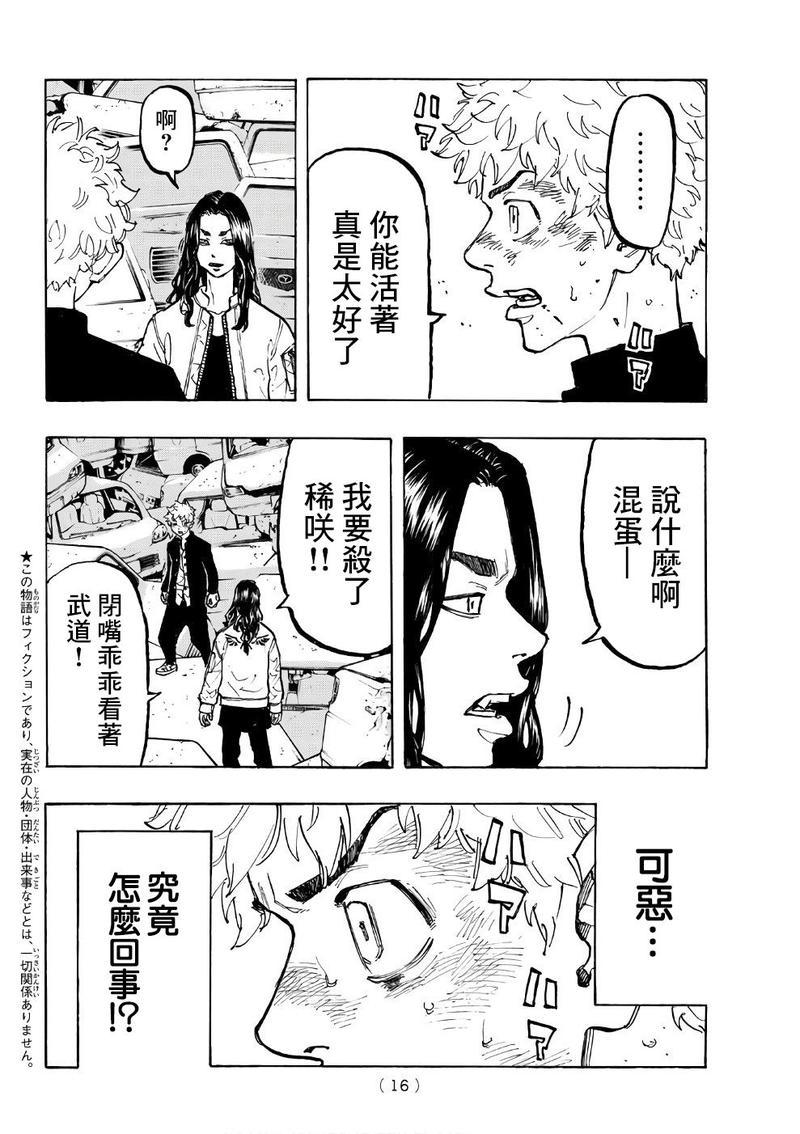 ………
ハァ
你能活著
真是太好了
ハァ
啊？
說什麼啊
混蛋—
我要殺了
稀咲!!
閉嘴乖乖看著
武道！
可惡…
ハァ
究竟
怎麼回事!?
ハァ
★この物語はフィクションであり、実在の人物・団体・出来事などとは、一切関係ありません。
（16）